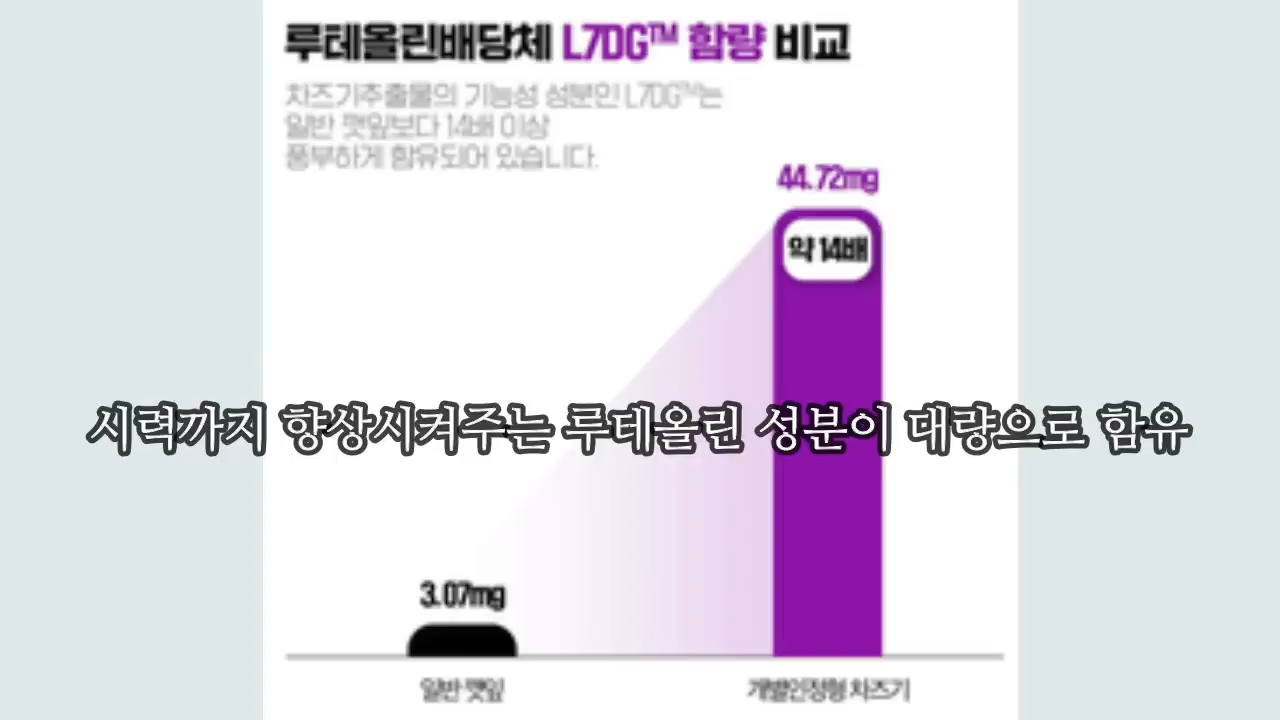 루테올린배당체 L7DG™ 함량 비교
차즈기추출물의 기능성 성분인 L7DG™는
일반 깻잎보다 14배 이상
풍부하게 함유되어 있습니다.
44.72mg
약 14배
시력까지 향상시켜주는 루테올린 성분이 대량으로 함유
3.07mg
일반 깻잎
개별인정형 차즈기